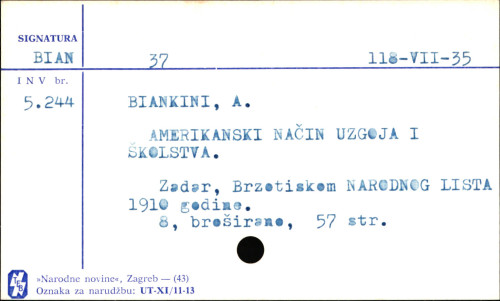 SIGNATURA
BIAN 37 118-VII-35
INV br.
5.244
BIANKINI, A.
AMERIKANSKI NAČIN UZGOJA I
ŠKOLSTVA.
Zadar, Brzotiskom NARODNOG LISTA
1910 godine.
8, broširano, 57 str.
»Narodne novine«, Zagreb — (43)
Oznaka za narudžbu: UT-XI/11-13